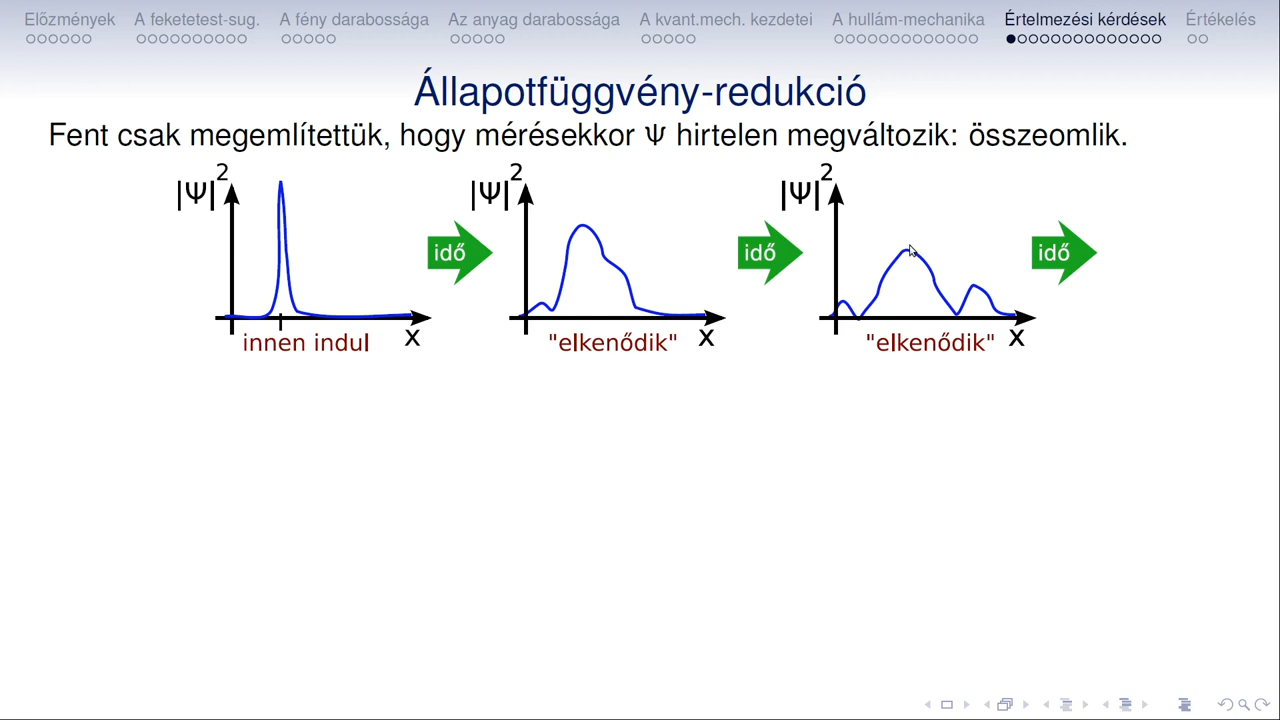 Előzmények A feketetest-sug. A fény darabossága Az anyag darabossága A kvant.mech. kezdetei A hullám-mechanika Értelmezési kérdések Értékelés
Állapotfüggvény-redukció
Fent csak megemlítettük, hogy mérésekkor Ψ hirtelen megváltozik: összeomlik.
|Ψ|² |Ψ|² |Ψ|²
idő idő idő
innen indul x "elkenődik" x "elkenődik" x